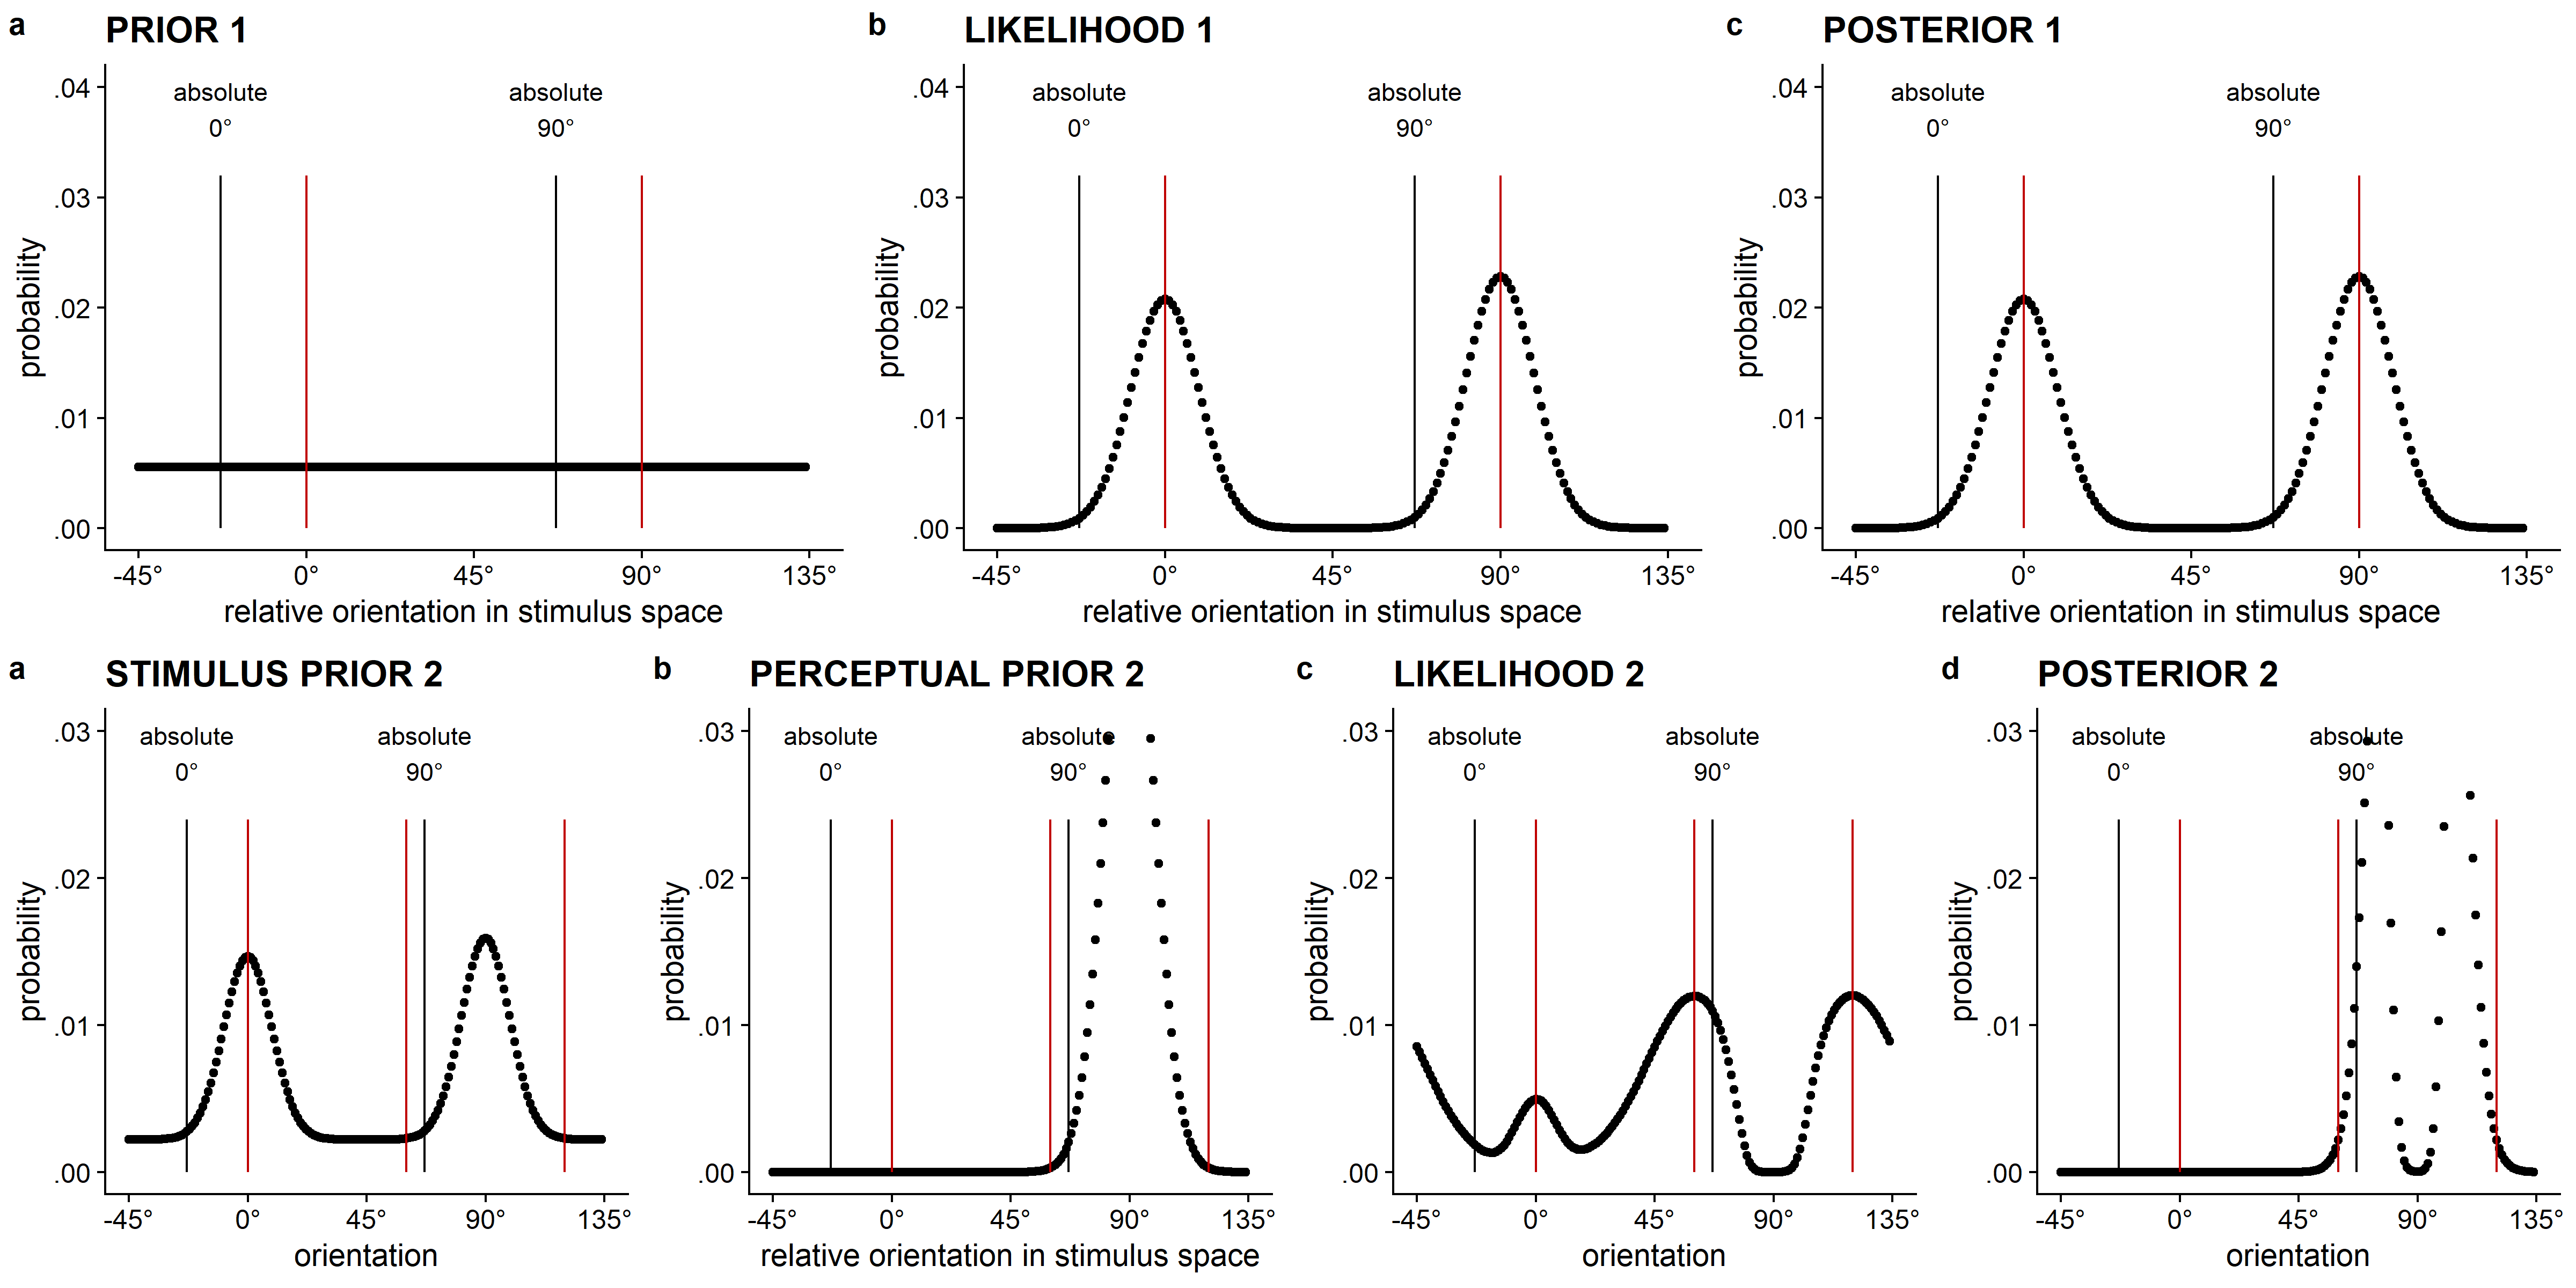 a PRIOR 1
.04
.03
.02
.01
.00
absolute absolute
0° 90°
probability
-45° 0° 45° 90° 135°
relative orientation in stimulus space
b LIKELIHOOD 1
.04
.03
.02
.01
.00
absolute absolute
0° 90°
probability
-45° 0° 45° 90° 135°
relative orientation in stimulus space
c POSTERIOR 1
.04
.03
.02
.01
.00
absolute absolute
0° 90°
probability
-45° 0° 45° 90° 135°
relative orientation in stimulus space
a STIMULUS PRIOR 2
.03
.02
.01
.00
absolute absolute
0° 90°
probability
-45° 0° 45° 90° 135°
orientation
b PERCEPTUAL PRIOR 2
.03
.02
.01
.00
absolute absolute
0° 90°
probability
-45° 0° 45° 90° 135°
relative orientation in stimulus space
c LIKELIHOOD 2
.03
.02
.01
.00
absolute absolute
0° 90°
probability
-45° 0° 45° 90° 135°
orientation
d POSTERIOR 2
.03
.02
.01
.00
absolute absolute
0° 90°
probability
-45° 0° 45° 90° 135°
orientation